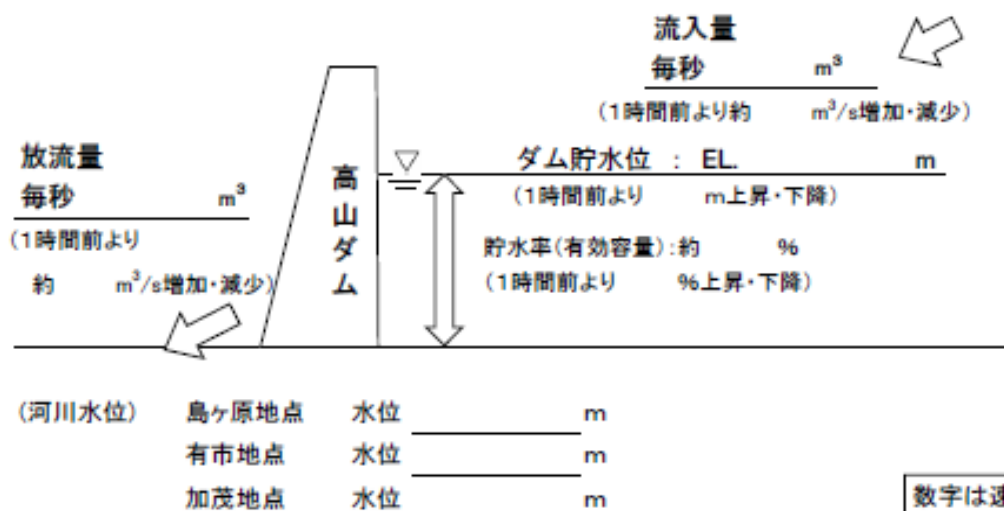 流入量
毎秒 m³
(1時間前より約 m³/s増加・減少)
放流量
毎秒 m³
(1時間前より
約 m³/s増加・減少)
高山ダム
ダム貯水位 : EL. m
(1時間前より m上昇・下降)
貯水率(有効容量):約 %
(1時間前より %上昇・下降)
(河川水位) 島ヶ原地点 水位 m
有市地点 水位 m
加茂地点 水位 m
数字は速